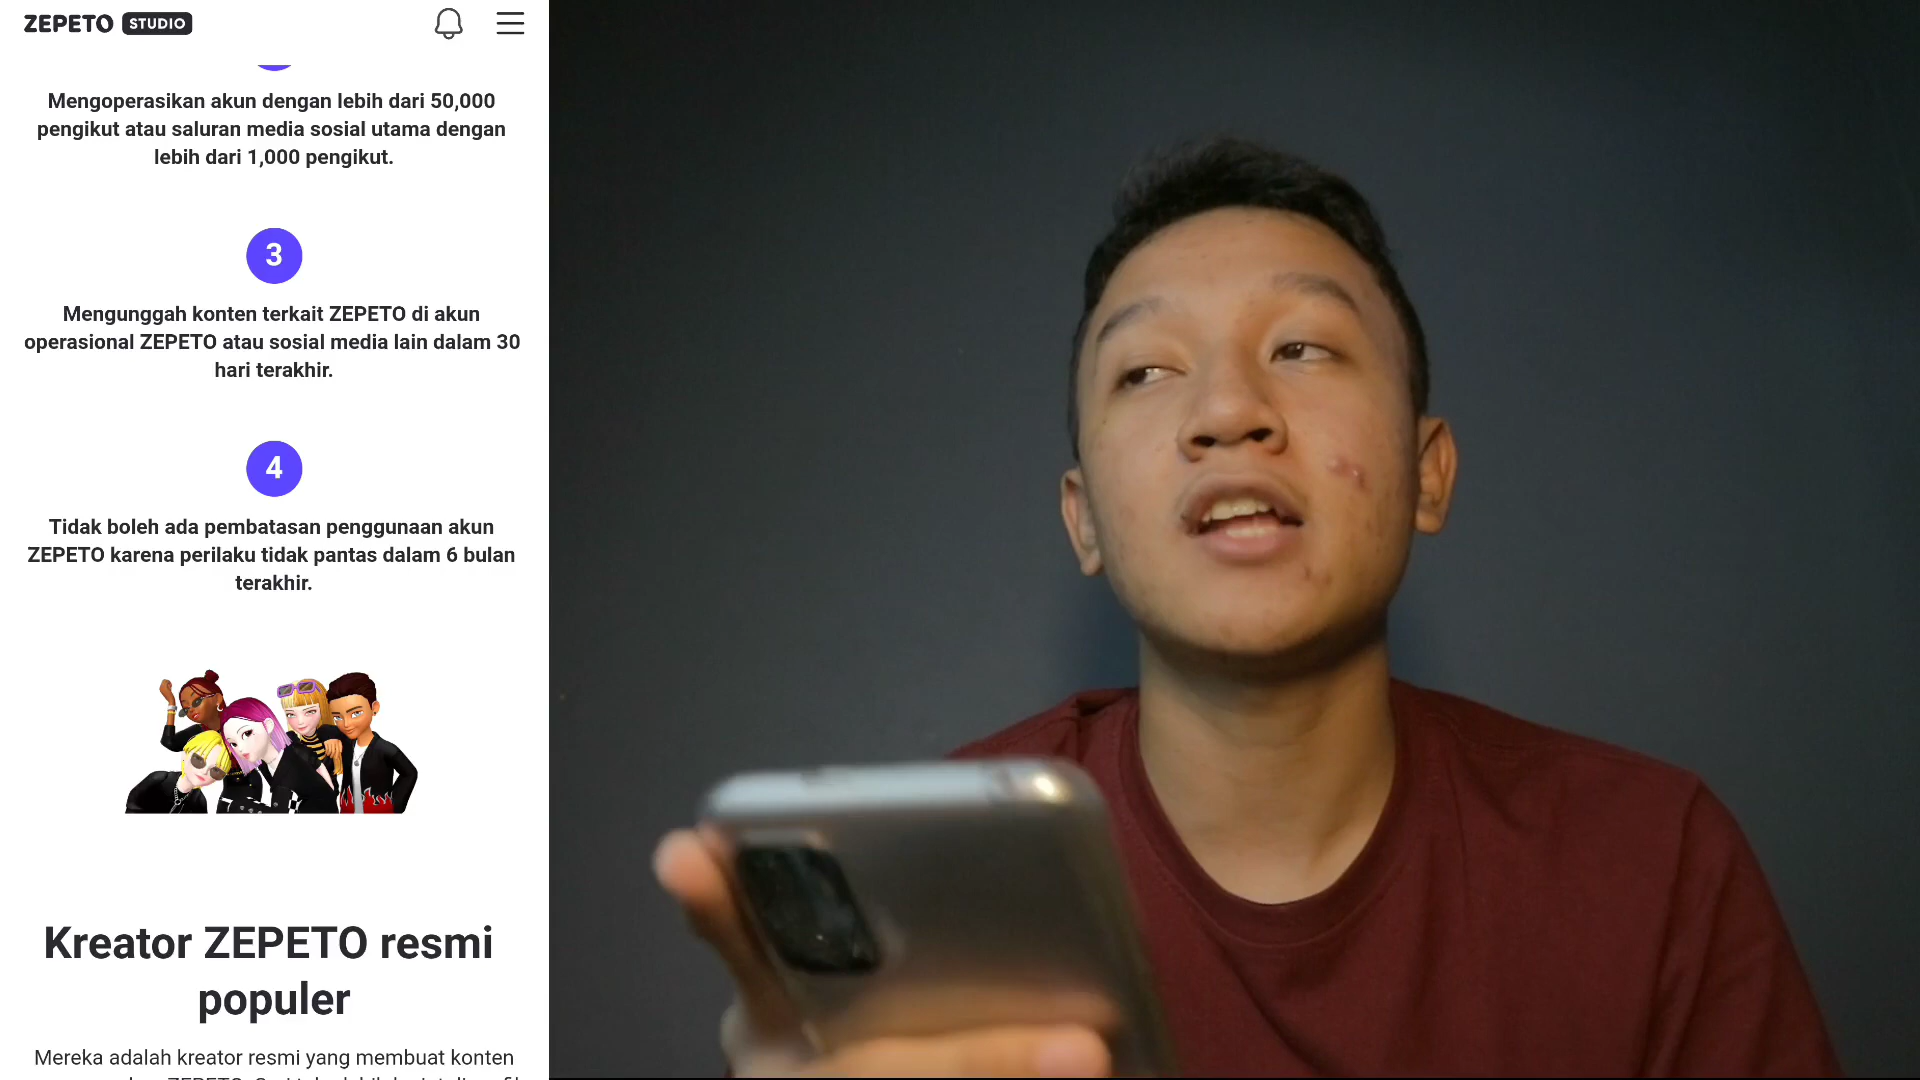 ZEPETO STUDIO
Mengoperasikan akun dengan lebih dari 50,000
pengikut atau saluran media sosial utama dengan
lebih dari 1,000 pengikut.
3
Mengunggah konten terkait ZEPETO di akun
operasional ZEPETO atau sosial media lain dalam 30
hari terakhir.
4
Tidak boleh ada pembatasan penggunaan akun
ZEPETO karena perilaku tidak pantas dalam 6 bulan
terakhir.
Kreator ZEPETO resmi
populer
Mereka adalah kreator resmi yang membuat konten